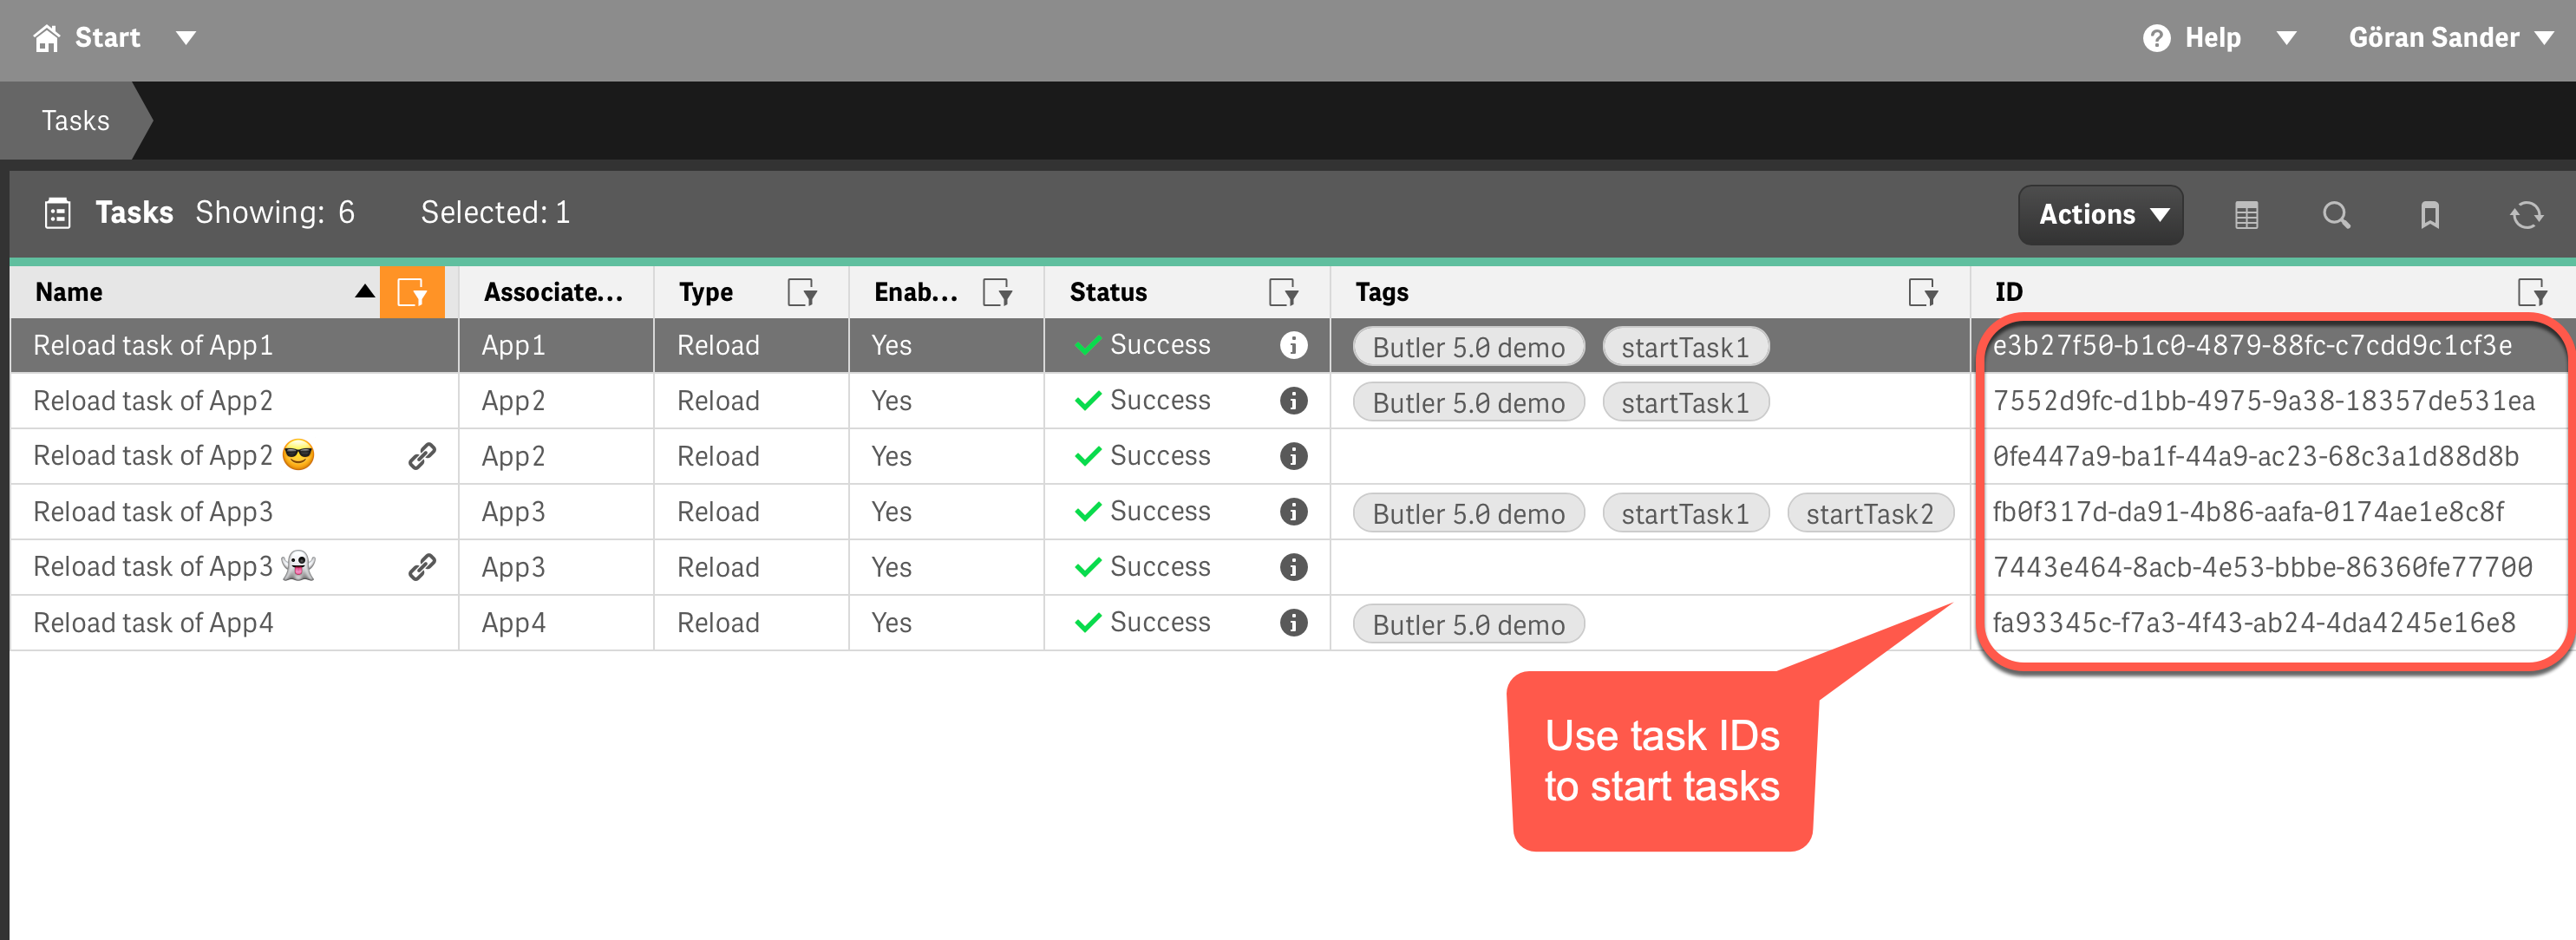 Start Help Göran Sander
Tasks
Tasks Showing: 6 Selected: 1 Actions
Name Associate... Type Enab... Status Tags ID
Reload task of App1 App1 Reload Yes Success Butler 5.0 demo startTask1 e3b27f50-b1c0-4879-88fc-c7cdd9c1cf3e
Reload task of App2 App2 Reload Yes Success Butler 5.0 demo startTask1 7552d9fc-d1bb-4975-9a38-18357de531ea
Reload task of App2 😎 App2 Reload Yes Success 0fe447a9-ba1f-44a9-ac23-68c3a1d88d8b
Reload task of App3 App3 Reload Yes Success Butler 5.0 demo startTask1 startTask2 fb0f317d-da91-4b86-aafa-0174ae1e8c8f
Reload task of App3 👻 App3 Reload Yes Success 7443e464-8acb-4e53-bbbe-86360fe77700
Reload task of App4 App4 Reload Yes Success Butler 5.0 demo fa93345c-f7a3-4f43-ab24-4da4245e16e8
Use task IDs
to start tasks